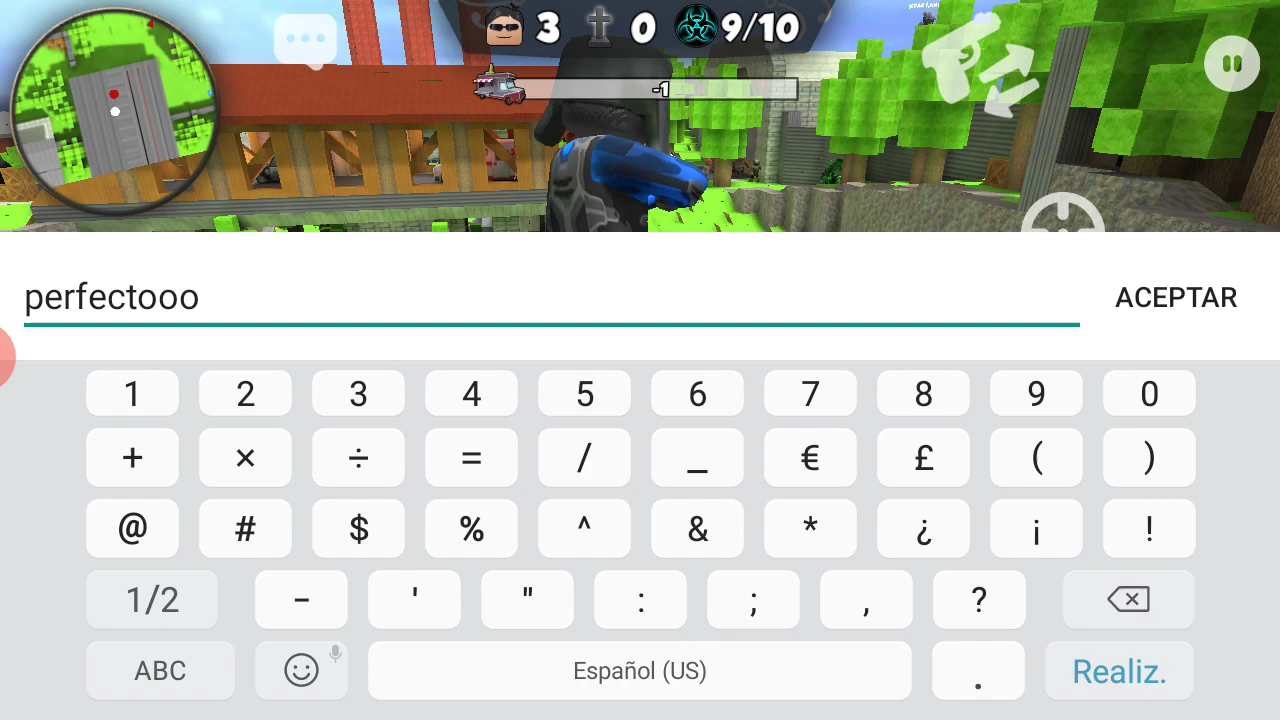 3 0 9/10
-1
perfectooo ACEPTAR
1 2 3 4 5 6 7 8 9 0
+ × ÷ = / _ € £ ( )
@ # $ % ^ & * ¿ ¡ !
1/2 - ' " : ; , ?
ABC Español (US) . Realiz.